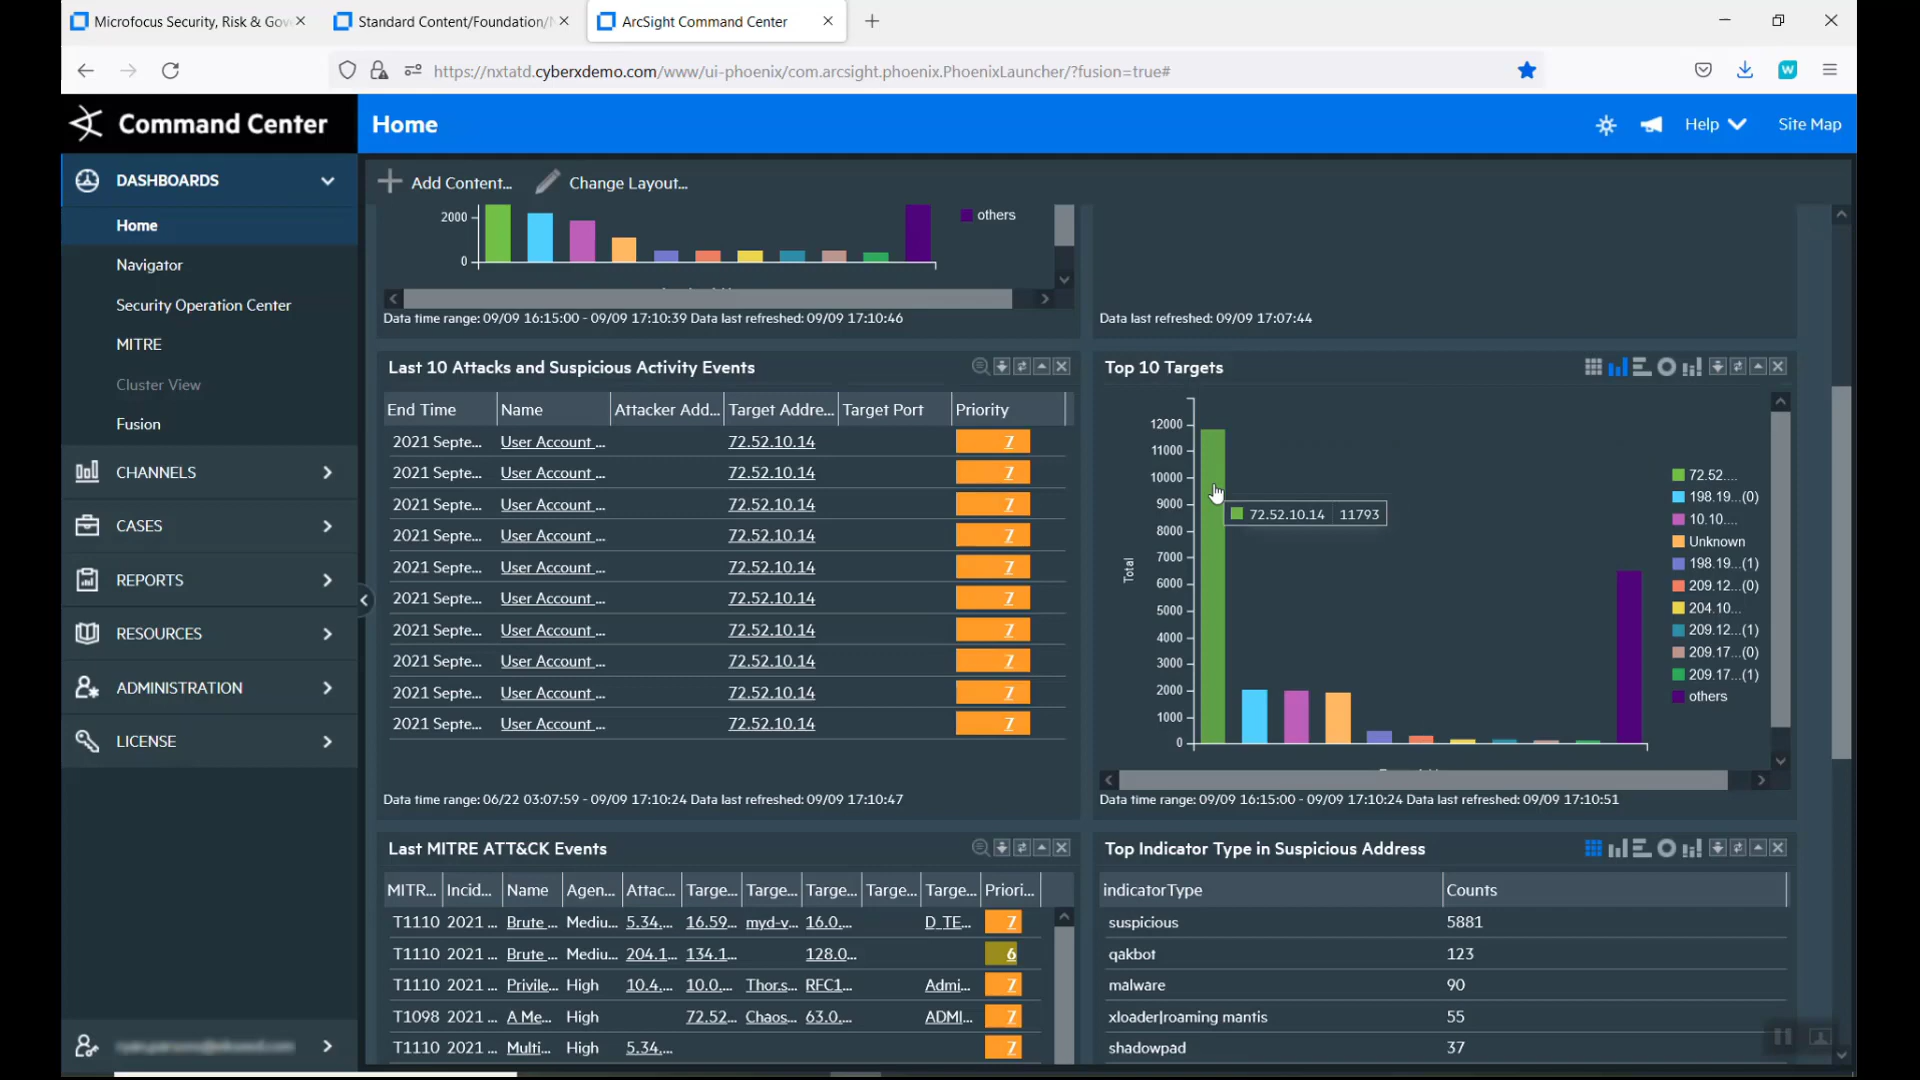 Microfocus Security, Risk & Gov
Standard Content/Foundation/
ArcSight Command Center
https://nxtatd.cyberxdemo.com/www/ui-phoenix/com.arcsight.phoenix.PhoenixLauncher/?fusion=true#
Command Center
Home
Help
Site Map
DASHBOARDS
Home
Navigator
Security Operation Center
MITRE
Cluster View
Fusion
CHANNELS
CASES
REPORTS
RESOURCES
ADMINISTRATION
LICENSE
Add Content...
Change Layout...
2000
0
others
Data time range: 09/09 16:15:00 - 09/09 17:10:39 Data last refreshed: 09/09 17:10:46
Data last refreshed: 09/09 17:07:44
Last 10 Attacks and Suspicious Activity Events
End Time Name Attacker Add... Target Addre... Target Port Priority
2021 Septe... User Account ... 72.52.10.14 7
2021 Septe... User Account ... 72.52.10.14 7
2021 Septe... User Account ... 72.52.10.14 7
2021 Septe... User Account ... 72.52.10.14 7
2021 Septe... User Account ... 72.52.10.14 7
2021 Septe... User Account ... 72.52.10.14 7
2021 Septe... User Account ... 72.52.10.14 7
2021 Septe... User Account ... 72.52.10.14 7
2021 Septe... User Account ... 72.52.10.14 7
2021 Septe... User Account ... 72.52.10.14 7
Data time range: 06/22 03:07:59 - 09/09 17:10:24 Data last refreshed: 09/09 17:10:47
Top 10 Targets
12000
11000
10000
9000
8000
7000
6000
5000
4000
3000
2000
1000
0
Total
72.52.10.14 11793
72.52....
198.19...(0)
10.10....
Unknown
198.19...(1)
209.12...(0)
204.10...
209.12...(1)
209.17...(0)
209.17...(1)
others
Data time range: 09/09 16:15:00 - 09/09 17:10:24 Data last refreshed: 09/09 17:10:51
Last MITRE ATT&CK Events
MITR... Incid... Name Agen... Attac... Targe... Targe... Targe... Targe... Targe... Priori...
T1110 2021 ... Brute ... Mediu... 5.34.... 16.59... myd-v... 16.0.... D_TE... 7
T1110 2021 ... Brute ... Mediu... 204.1... 134.1... 128.0... 6
T1110 2021 ... Privile... High 10.4.... 10.0.... Thor.s... RFC1... Admi... 7
T1098 2021 ... A Me... High 72.52... Chaos... 63.0.... ADMI... 7
T1110 2021 ... Multi... High 5.34.... 7
Top Indicator Type in Suspicious Address
indicatorType Counts
suspicious 5881
qakbot 123
malware 90
xloader|roaming mantis 55
shadowpad 37